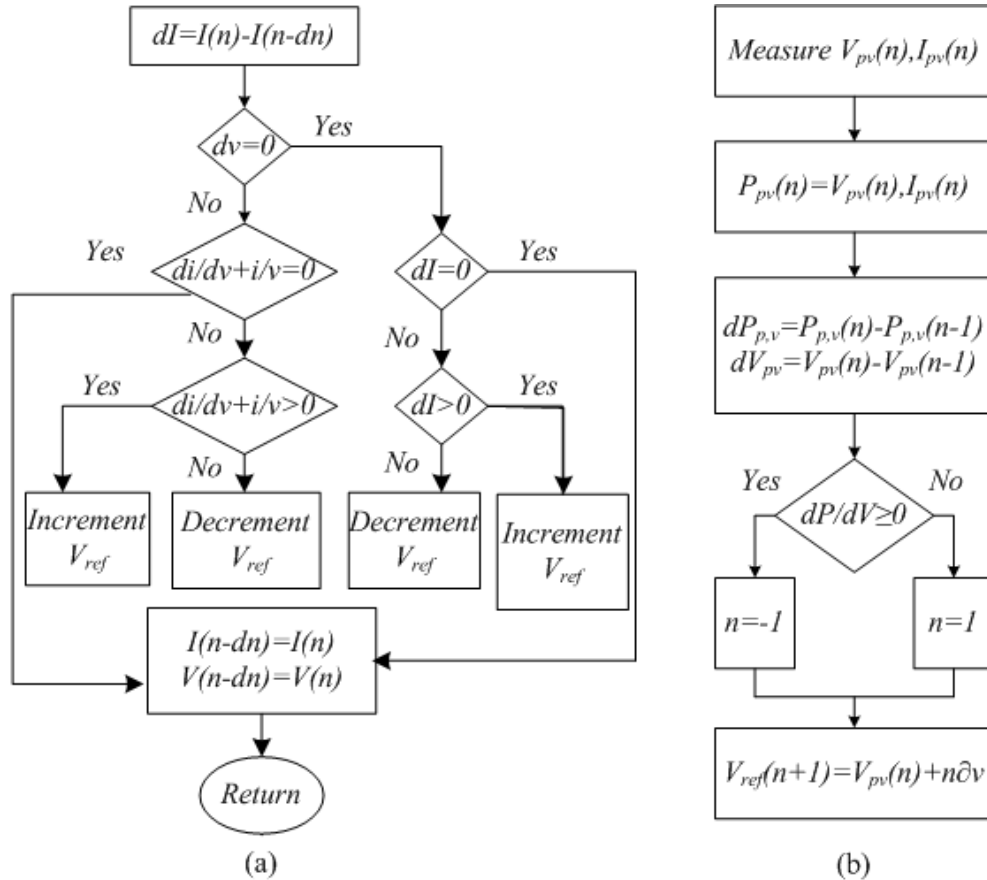 dI=I(n)-I(n-dn)
dv=0
Yes
No
Yes
di/dv+i/v=0
dI=0
Yes
No
No
Yes
di/dv+i/v>0
dI>0
Yes
No
No
Increment
V_ref
Decrement
V_ref
Decrement
V_ref
Increment
V_ref
I(n-dn)=I(n)
V(n-dn)=V(n)
Return
(a)
Measure V_pv(n),I_pv(n)
P_pv(n)=V_pv(n),I_pv(n)
dP_p,v=P_p,v(n)-P_p,v(n-1)
dV_pv=V_pv(n)-V_pv(n-1)
Yes
No
dP/dV≥0
n=-1
n=1
V_ref(n+1)=V_pv(n)+n∂v
(b)